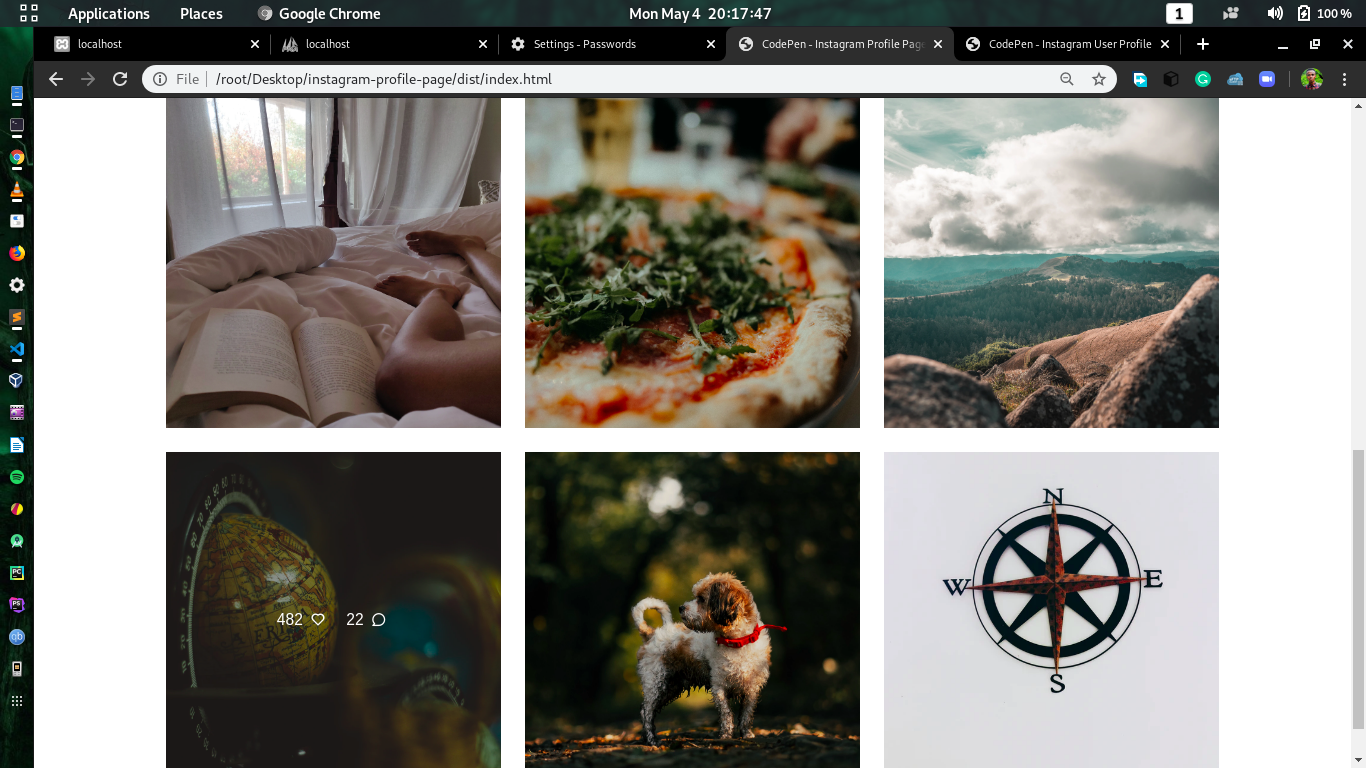 Applications Places Google Chrome Mon May 4 20:17:47 1 100 %
localhost localhost Settings - Passwords CodePen - Instagram Profile Pag CodePen - Instagram User Profile
File /root/Desktop/instagram-profile-page/dist/index.html
N
W E
S
482 22